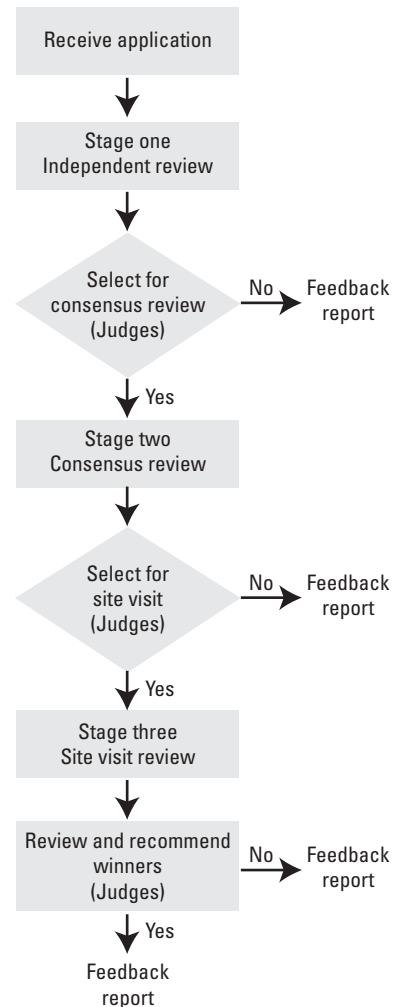 Receive application
Stage one
Independent review
Select for
consensus review
(Judges)
No
Feedback
report
Yes
Stage two
Consensus review
Select for
site visit
(Judges)
No
Feedback
report
Yes
Stage three
Site visit review
Review and recommend
winners
(Judges)
No
Feedback
report
Yes
Feedback
report